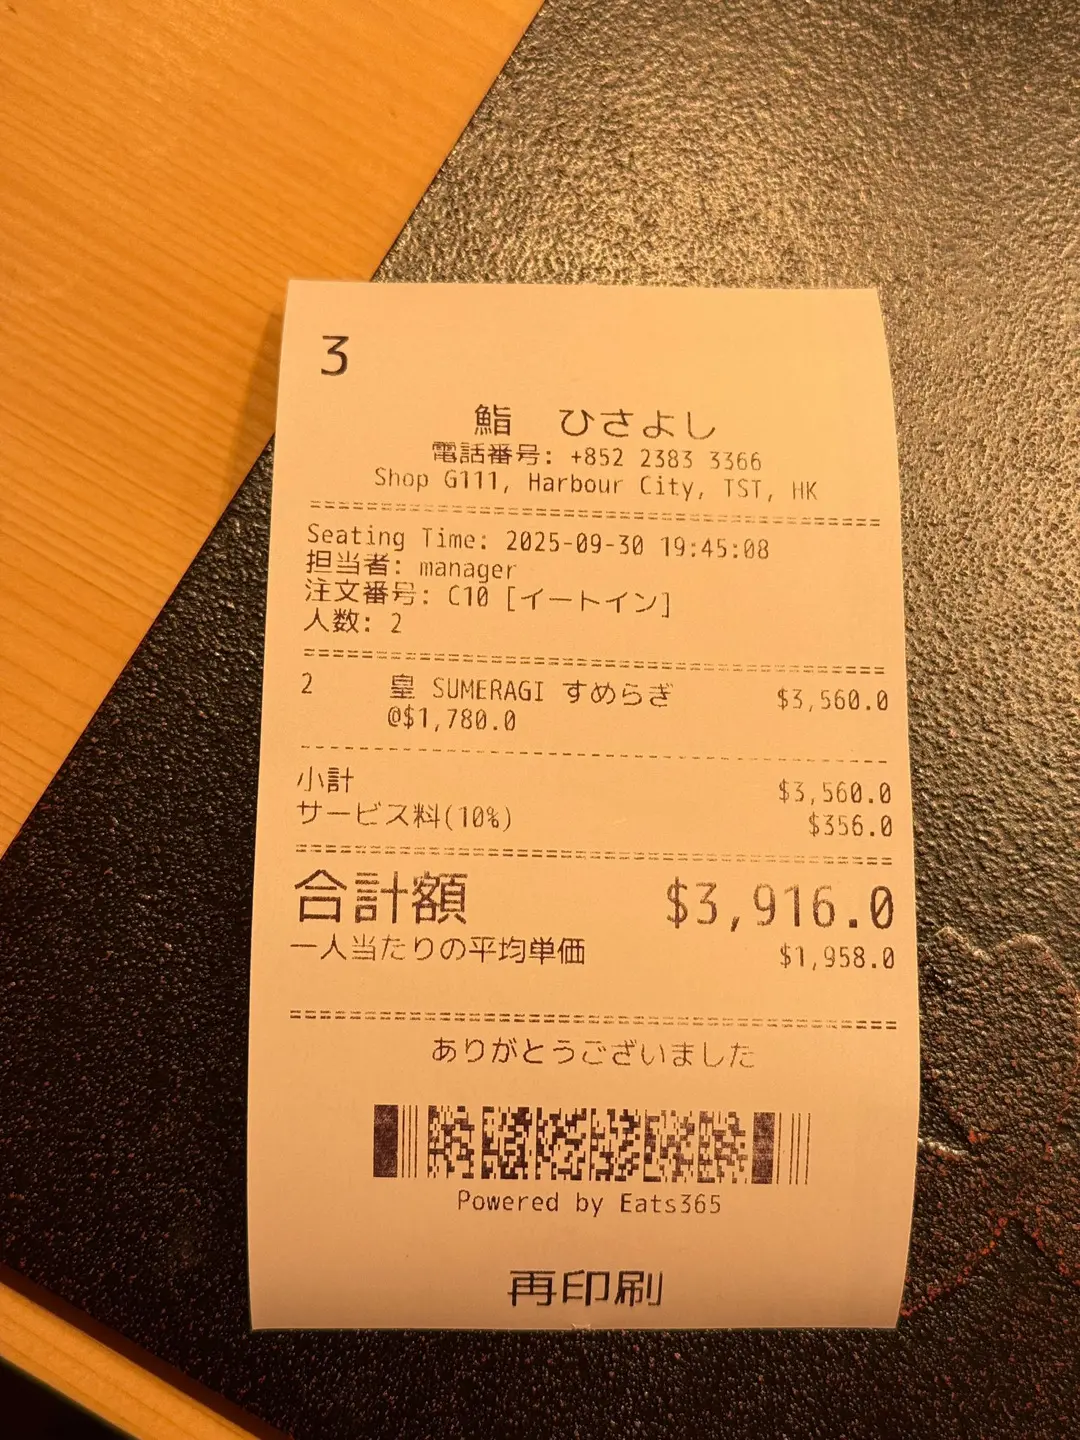 3
鮨 ひさよし
電話番号: +852 2383 3366
Shop G111, Harbour City, TST, HK
Seating Time: 2025-09-30 19:45:08
担当者: manager
注文番号: C10 [イートイン]
人数: 2
2 皇 SUMERAGI すめらぎ $3,560.0
@$1,780.0
小計 $3,560.0
サービス料(10%) $356.0
合計額 $3,916.0
一人当たりの平均単価 $1,958.0
ありがとうございました
Powered by Eats365
再印刷